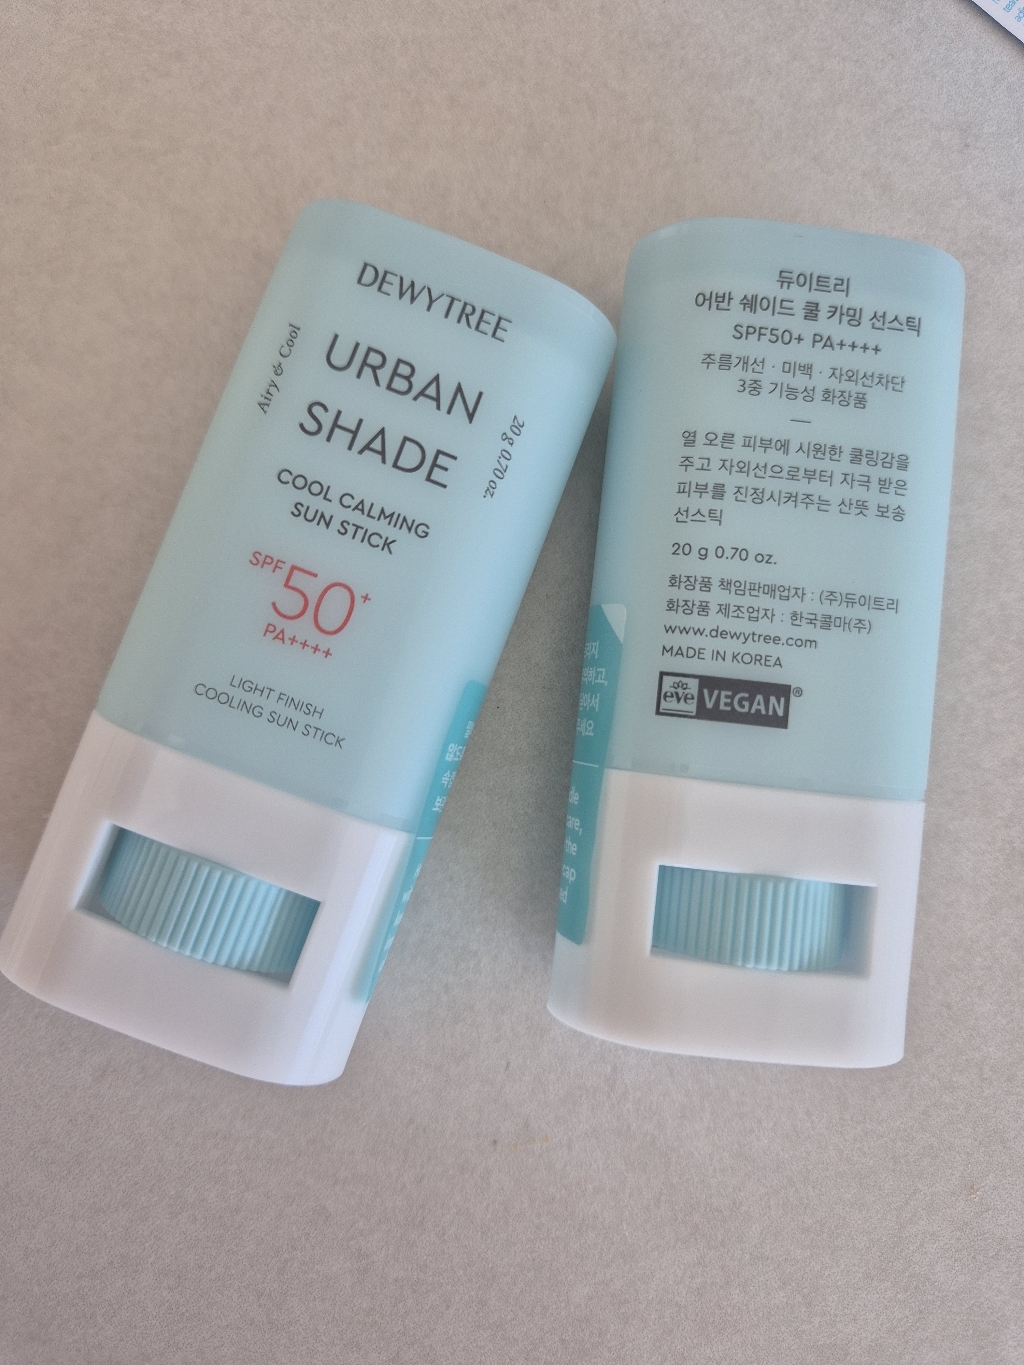 DEWYTREE
Airy & Cool
URBAN
SHADE
20 g 0.70 oz.
COOL CALMING
SUN STICK
SPF50+
PA++++
LIGHT FINISH
COOLING SUN STICK
듀이트리
어반 쉐이드 쿨 카밍 선스틱
SPF50+ PA++++
주름개선 · 미백 · 자외선차단
3중 기능성 화장품
열 오른 피부에 시원한 쿨링감을
주고 자외선으로부터 자극 받은
피부를 진정시켜주는 산뜻 보송
선스틱
20 g 0.70 oz.
화장품 책임판매업자 : (주)듀이트리
화장품 제조업자 : 한국콜마(주)
www.dewytree.com
MADE IN KOREA
eve VEGAN®
cap